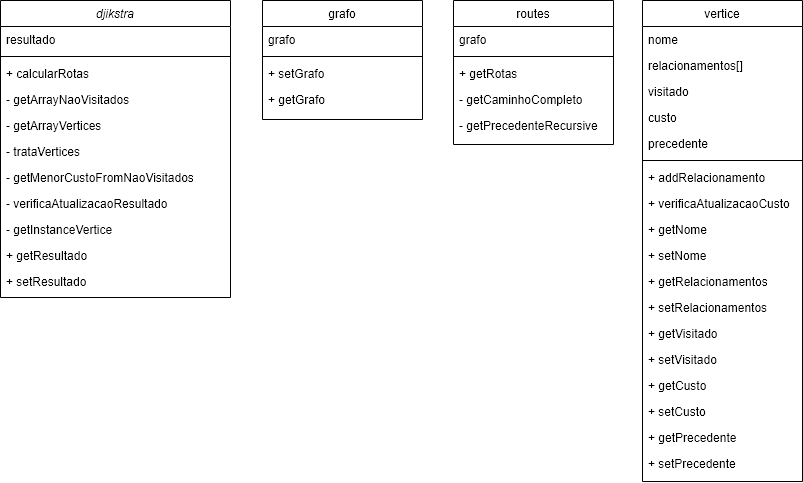 djikstra
resultado
+ calcularRotas
- getArrayNaoVisitados
- getArrayVertices
- trataVertices
- getMenorCustoFromNaoVisitados
- verificaAtualizacaoResultado
- getInstanceVertice
+ getResultado
+ setResultado
grafo
grafo
+ setGrafo
+ getGrafo
routes
grafo
+ getRotas
- getCaminhoCompleto
- getPrecedenteRecursive
vertice
nome
relacionamentos[]
visitado
custo
precedente
+ addRelacionamento
+ verificaAtualizacaoCusto
+ getNome
+ setNome
+ getRelacionamentos
+ setRelacionamentos
+ getVisitado
+ setVisitado
+ getCusto
+ setCusto
+ getPrecedente
+ setPrecedente